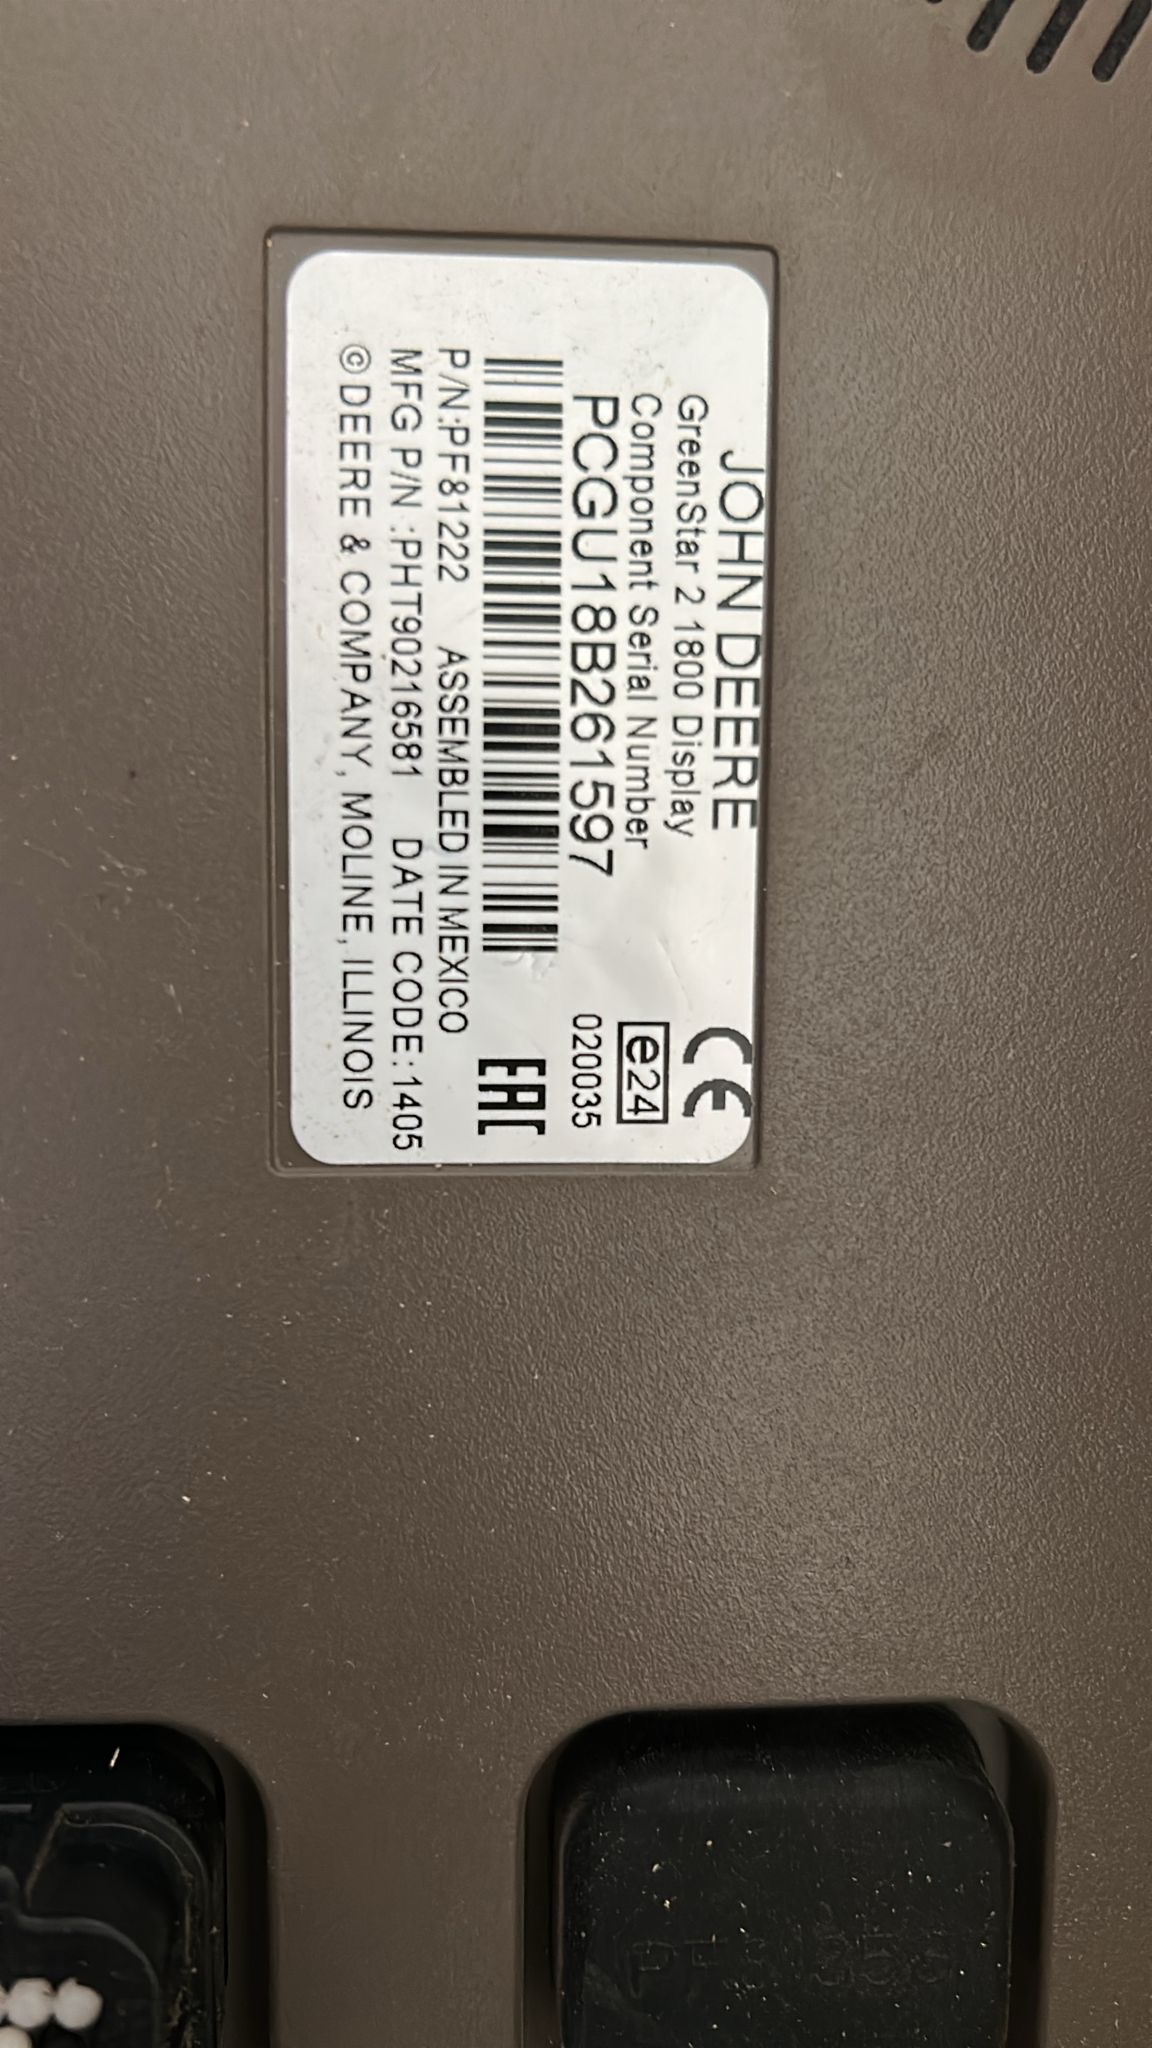 JOHN DEERE
GreenStar 2 1800 Display
Component Serial Number
PCGU18B261597
CE
e24
020035
EAC
P/N:PF81222 ASSEMBLED IN MEXICO
MFG P/N :PHT90216581 DATE CODE:1405
©DEERE & COMPANY, MOLINE, ILLINOIS